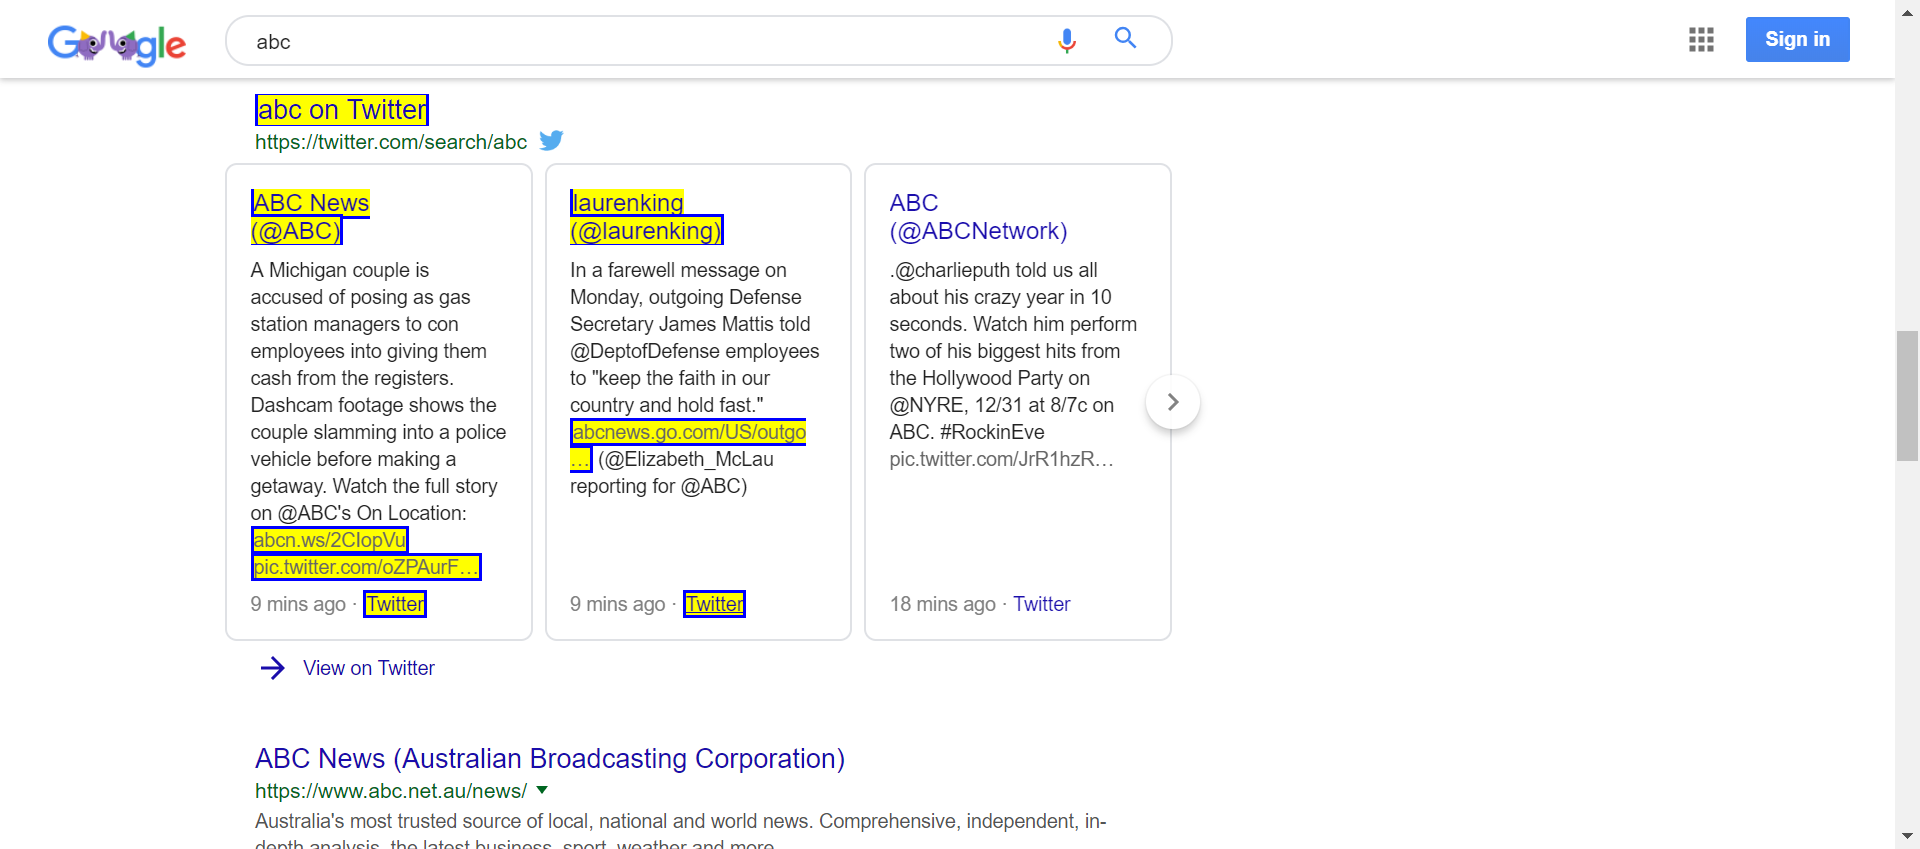 Google
abc
Sign in
abc on Twitter
https://twitter.com/search/abc
ABC News
(@ABC)
A Michigan couple is
accused of posing as gas
station managers to con
employees into giving them
cash from the registers.
Dashcam footage shows the
couple slamming into a police
vehicle before making a
getaway. Watch the full story
on @ABC's On Location:
abcn.ws/2CIopVu
pic.twitter.com/oZPAurF…
9 mins ago · Twitter
laurenking
(@laurenking)
In a farewell message on
Monday, outgoing Defense
Secretary James Mattis told
@DeptofDefense employees
to "keep the faith in our
country and hold fast."
abcnews.go.com/US/outgo
… (@Elizabeth_McLau
reporting for @ABC)
9 mins ago · Twitter
ABC
(@ABCNetwork)
.@charlieputh told us all
about his crazy year in 10
seconds. Watch him perform
two of his biggest hits from
the Hollywood Party on
@NYRE, 12/31 at 8/7c on
ABC. #RockinEve
pic.twitter.com/JrR1hzR…
18 mins ago · Twitter
View on Twitter
ABC News (Australian Broadcasting Corporation)
https://www.abc.net.au/news/
Australia's most trusted source of local, national and world news. Comprehensive, independent, in-
depth analysis, the latest business, sport, weather and more.